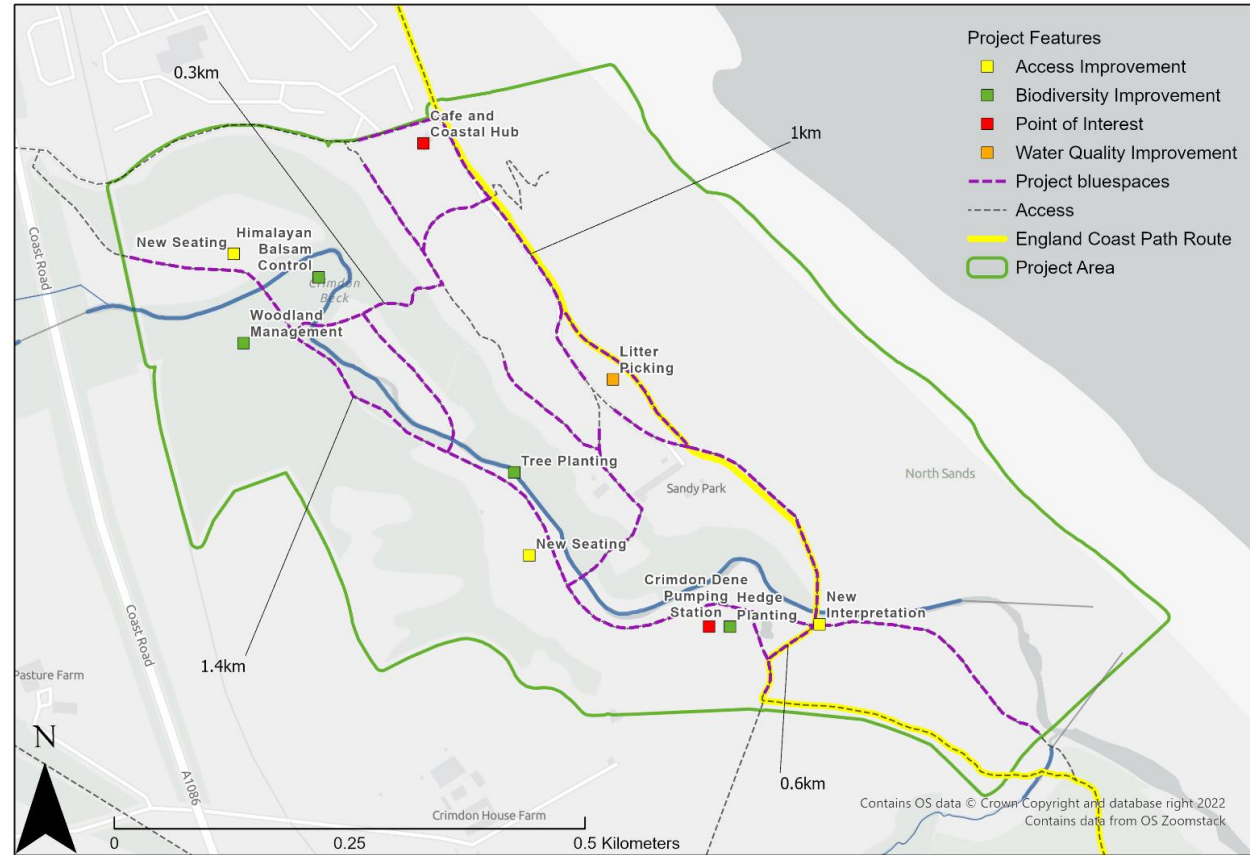 Project Features
Access Improvement
Biodiversity Improvement
Point of Interest
Water Quality Improvement
Project bluespaces
Access
England Coast Path Route
Project Area
0.3km
Cafe and
Coastal Hub
1km
New Seating
Himalayan
Balsam
Control
Crimdon
Beck
Coast Road
Woodland
Management
Litter
Picking
Tree Planting
Sandy Park
North Sands
New Seating
Crimdon Dene
Pumping
Station
Hedge
Planting
New
Interpretation
Coast Road
1.4km
Pasture Farm
N
A1086
0.6km
Crimdon House Farm
Contains OS data © Crown Copyright and database right 2022
Contains data from OS Zoomstack
0
0.25
0.5 Kilometers